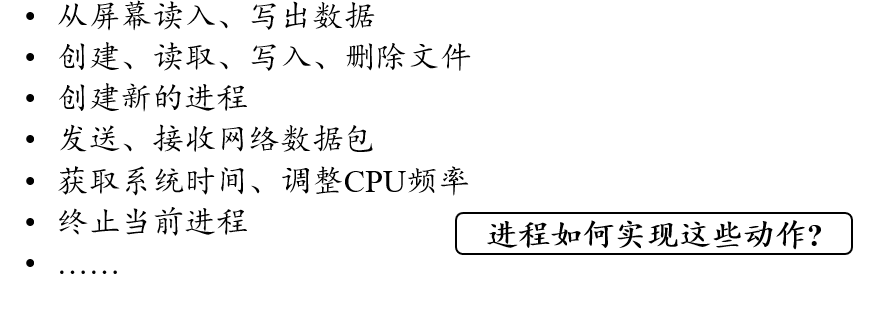 • 从屏幕读入、写出数据
• 创建、读取、写入、删除文件
• 创建新的进程
• 发送、接收网络数据包
• 获取系统时间、调整CPU频率
• 终止当前进程
进程如何实现这些动作?
• ……